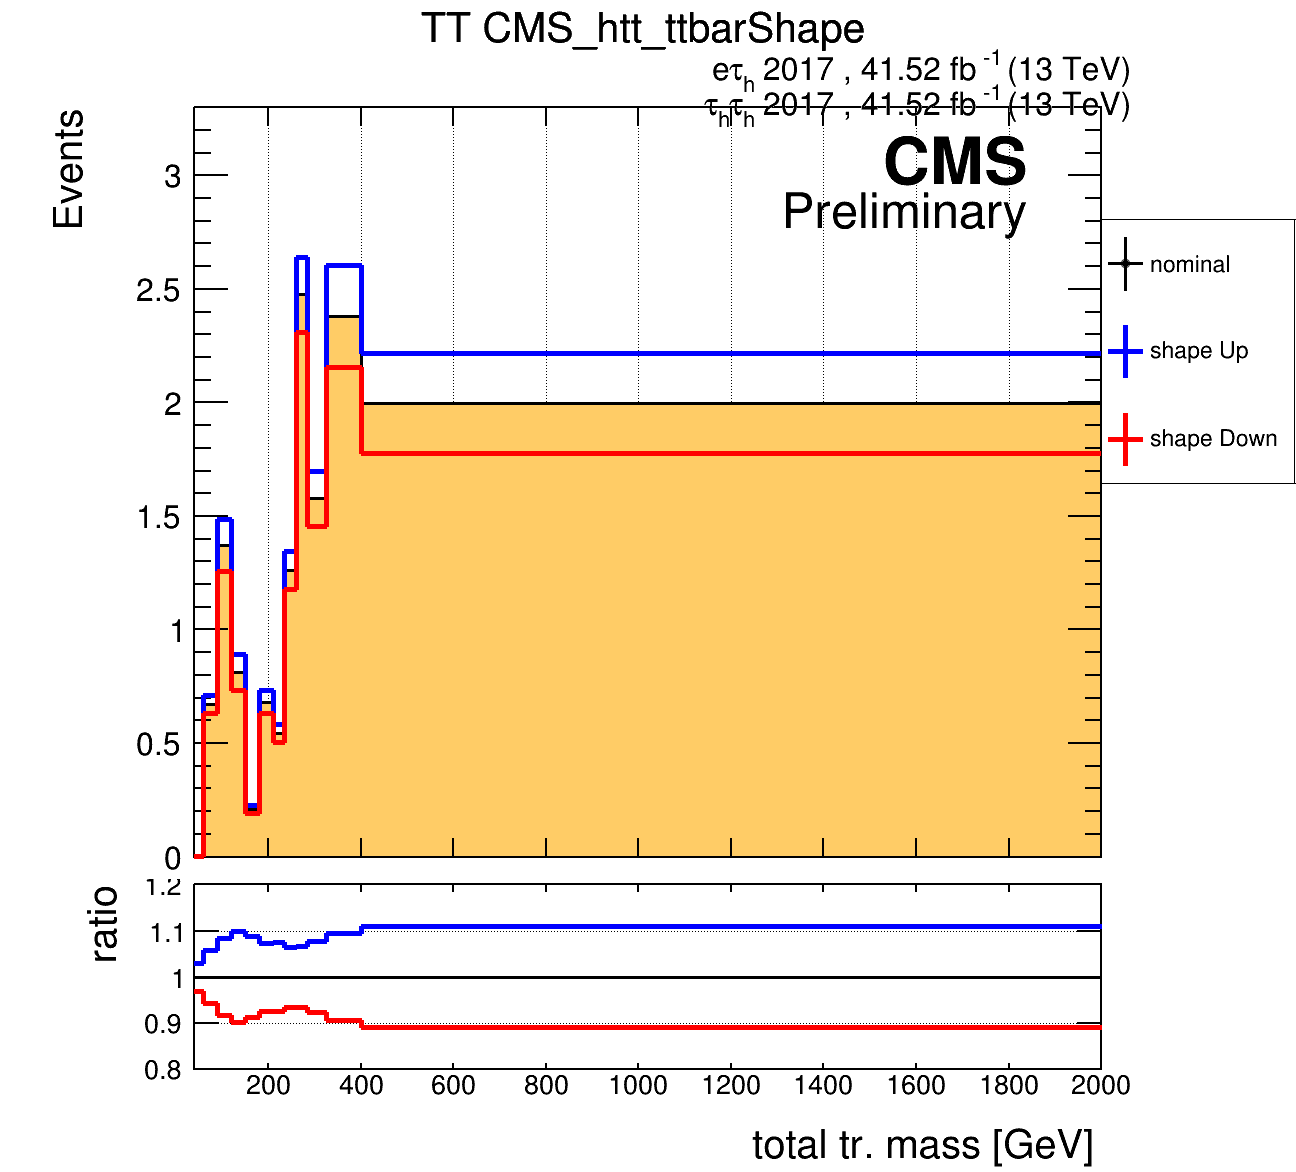 TT CMS_htt_ttbarShape
eτh 2017 , 41.52 fb -1 (13 TeV)
τhτh 2017 , 41.52 fb -1 (13 TeV)
Events
CMS
Preliminary
3
2.5
2
1.5
1
0.5
0
nominal
shape Up
shape Down
ratio
1.2
1.1
1
0.9
0.8
200 400 600 800 1000 1200 1400 1600 1800 2000
total tr. mass [GeV]